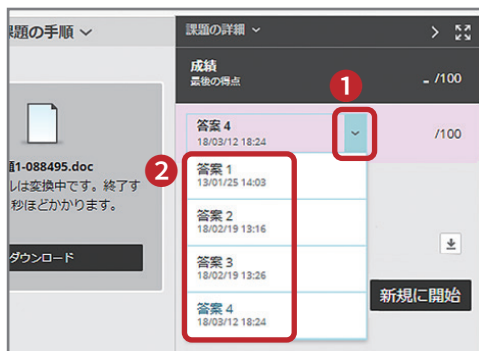 課題の手順
課題の詳細
成績
最後の得点
- /100
1
答案 4
18/03/12 18:24
/100
1-088495.doc
ルは変換中です。終了す
秒ほどかかります。
ダウンロード
2
答案 1
13/01/25 14:03
答案 2
18/02/19 13:16
答案 3
18/02/19 13:26
答案 4
18/03/12 18:24
新規に開始